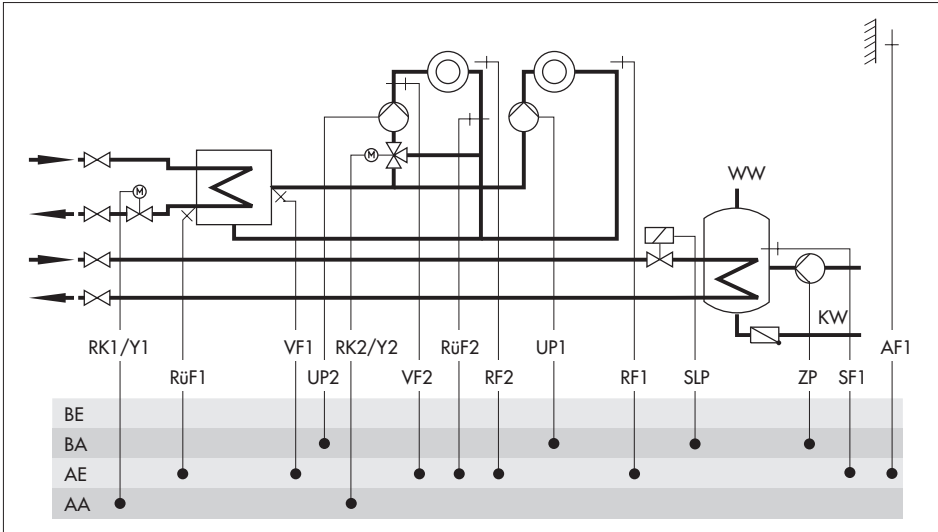 WW
KW
M
M
RK1/Y1 VF1 RK2/Y2 RüF2 UP1 AF1
RüF1 UP2 VF2 RF2 RF1 SLP ZP SF1
BE
BA
AE
AA